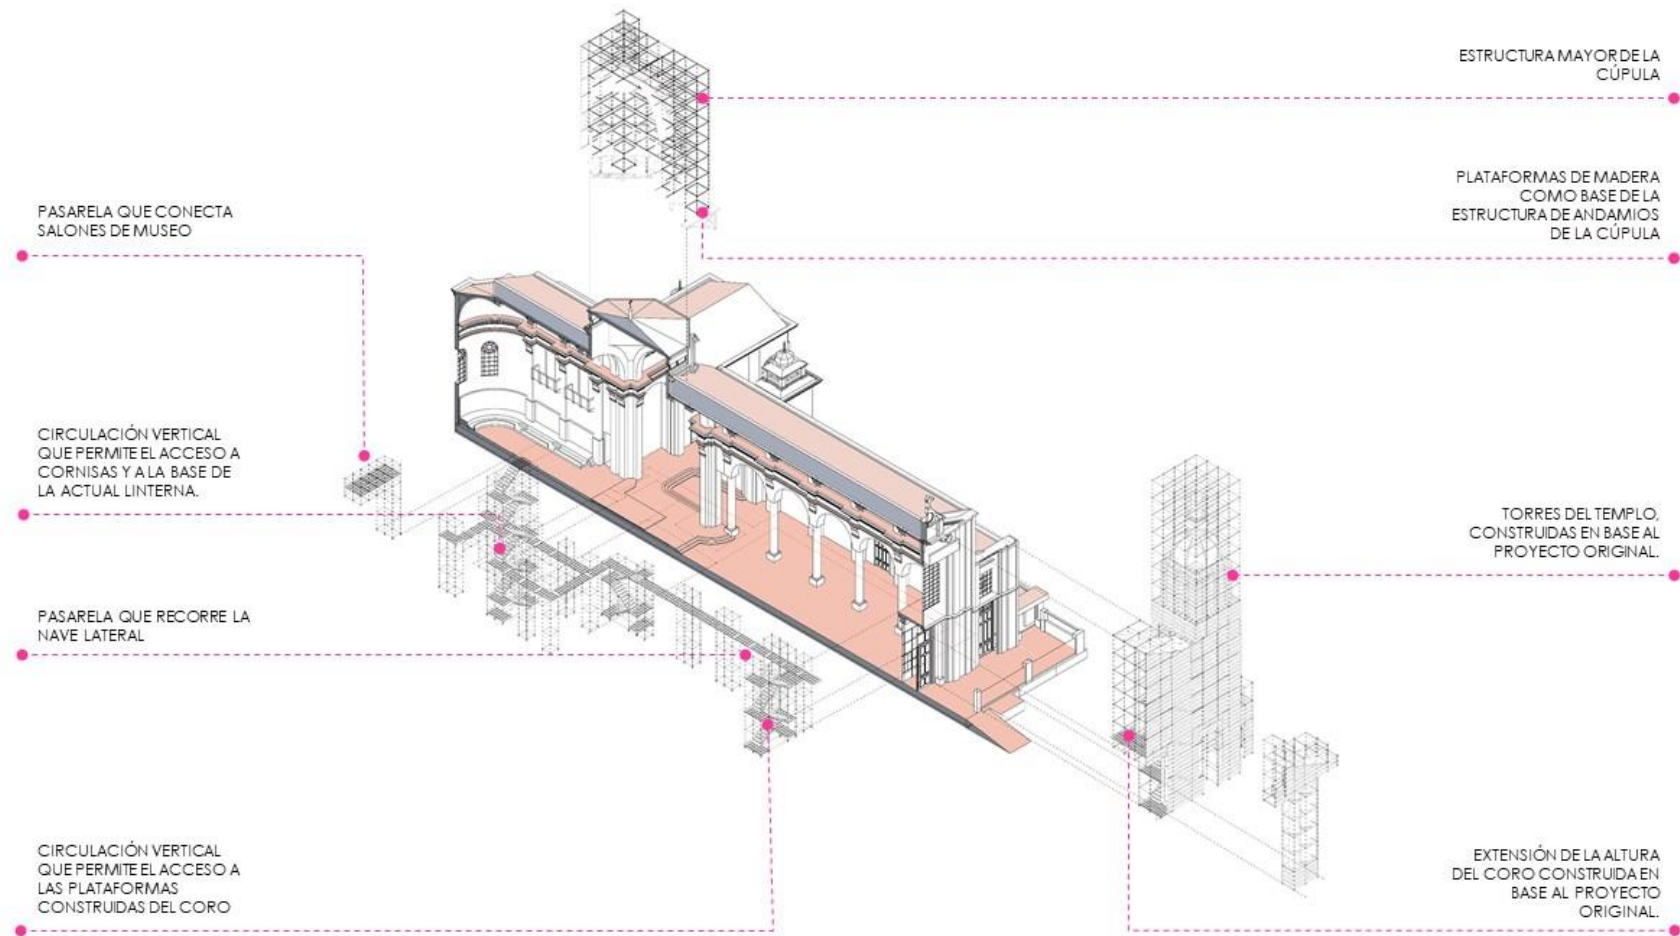 ESTRUCTURA MAYOR DE LA
CÚPULA
PLATAFORMAS DE MADERA
COMO BASE DE LA
ESTRUCTURA DE ANDAMIOS
DE LA CÚPULA
PASARELA QUE CONECTA
SALONES DE MUSEO
CIRCULACIÓN VERTICAL
QUE PERMITE EL ACCESO A
CORNISAS Y A LA BASE DE
LA ACTUAL LINTERNA.
TORRES DEL TEMPLO,
CONSTRUIDAS EN BASE AL
PROYECTO ORIGINAL.
PASARELA QUE RECORRE LA
NAVE LATERAL
CIRCULACIÓN VERTICAL
QUE PERMITE EL ACCESO A
LAS PLATAFORMAS
CONSTRUIDAS DEL CORO
EXTENSIÓN DE LA ALTURA
DEL CORO CONSTRUIDA EN
BASE AL PROYECTO
ORIGINAL.